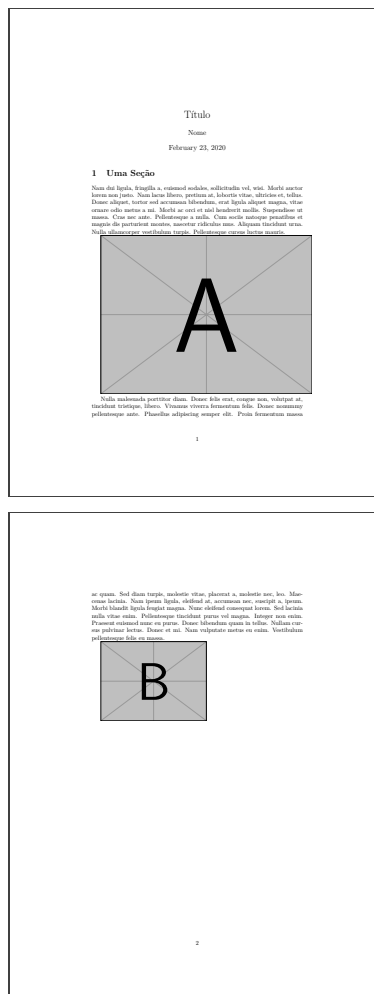 Título
Nome
February 23, 2020
1 Uma Seção
Nam dui ligula, fringilla a, euismod sodales, sollicitudin vel, wisi. Morbi auctor
lorem non justo. Nam lacus libero, pretium at, lobortis vitae, ultricies et, tellus.
Donec aliquet, tortor sed accumsan bibendum, erat ligula aliquet magna, vitae
ornare odio metus a mi. Morbi ac orci et nisl hendrerit mollis. Suspendisse ut
massa. Cras nec ante. Pellentesque a nulla. Cum sociis natoque penatibus et
magnis dis parturient montes, nascetur ridiculus mus. Aliquam tincidunt urna.
Nulla ullamcorper vestibulum turpis. Pellentesque cursus luctus mauris.
A
Nulla malesuada porttitor diam. Donec felis erat, congue non, volutpat at,
tincidunt tristique, libero. Vivamus viverra fermentum felis. Donec nonummy
pellentesque ante. Phasellus adipiscing semper elit. Proin fermentum massa
1
ac quam. Sed diam turpis, molestie vitae, placerat a, molestie nec, leo. Mae-
cenas lacinia. Nam ipsum ligula, eleifend at, accumsan nec, suscipit a, ipsum.
Morbi blandit ligula feugiat magna. Nunc eleifend consequat lorem. Sed lacinia
nulla vitae enim. Pellentesque tincidunt purus vel magna. Integer non enim.
Praesent euismod nunc eu purus. Donec bibendum quam in tellus. Nullam cur-
sus pulvinar lectus. Donec et mi. Nam vulputate metus eu enim. Vestibulum
pellentesque felis eu massa.
B
2